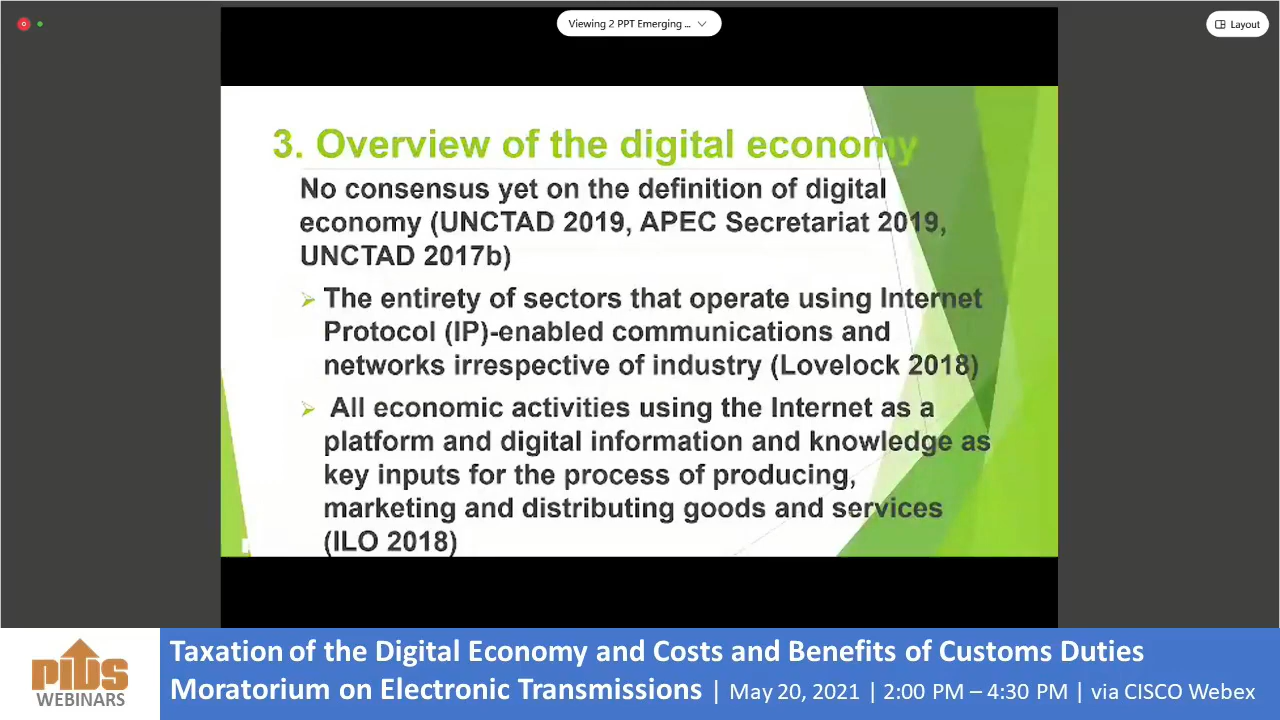 Viewing 2 PPT Emerging ...
Layout
3. Overview of the digital economy
No consensus yet on the definition of digital
economy (UNCTAD 2019, APEC Secretariat 2019,
UNCTAD 2017b)
The entirety of sectors that operate using Internet
Protocol (IP)-enabled communications and
networks irrespective of industry (Lovelock 2018)
All economic activities using the Internet as a
platform and digital information and knowledge as
key inputs for the process of producing,
marketing and distributing goods and services
(ILO 2018)
PIDS
WEBINARS
Taxation of the Digital Economy and Costs and Benefits of Customs Duties
Moratorium on Electronic Transmissions | May 20, 2021 | 2:00 PM – 4:30 PM | via CISCO Webex